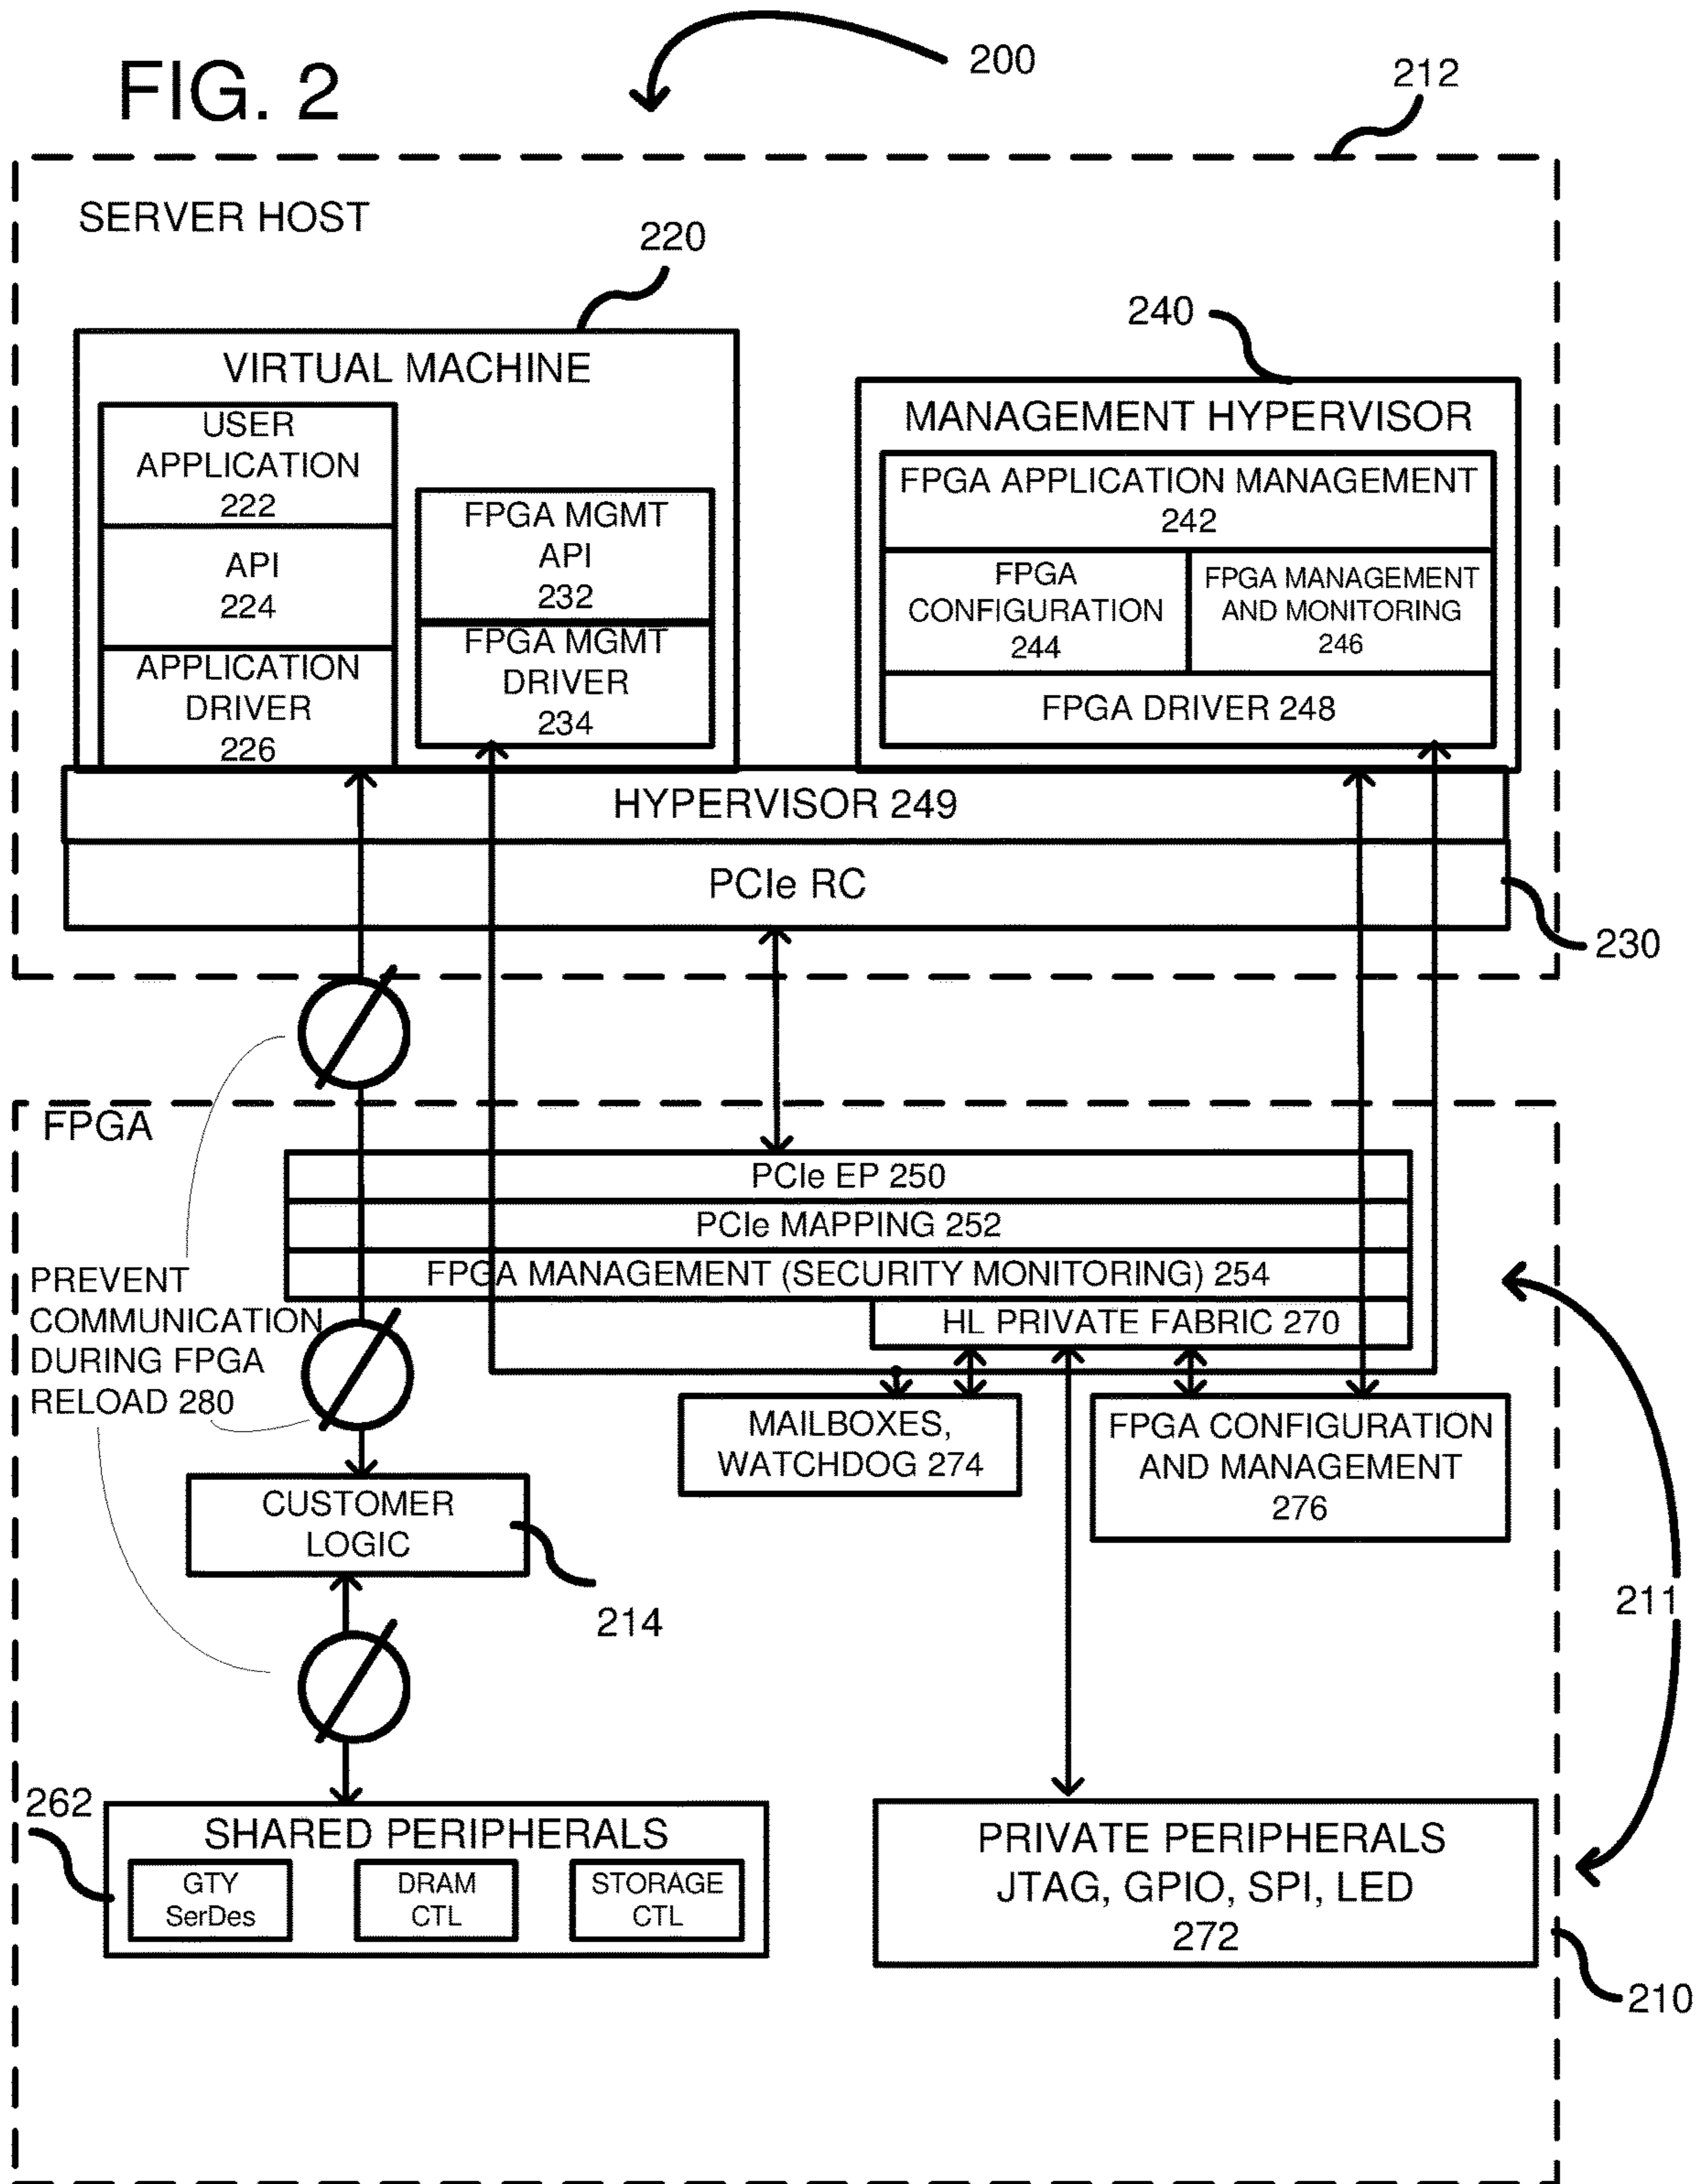 FIG. 2
200
212
SERVER HOST
220
240
VIRTUAL MACHINE
USER
APPLICATION
222
API
224
APPLICATION
DRIVER
226
FPGA MGMT
API
232
FPGA MGMT
DRIVER
234
MANAGEMENT HYPERVISOR
FPGA APPLICATION MANAGEMENT
242
FPGA
CONFIGURATION
244
FPGA MANAGEMENT
AND MONITORING
246
FPGA DRIVER 248
HYPERVISOR 249
PCIe RC
230
FPGA
PCIe EP 250
PCIe MAPPING 252
FPGA MANAGEMENT (SECURITY MONITORING) 254
HL PRIVATE FABRIC 270
PREVENT
COMMUNICATION
DURING FPGA
RELOAD 280
MAILBOXES,
WATCHDOG 274
FPGA CONFIGURATION
AND MANAGEMENT
276
CUSTOMER
LOGIC
214
211
262
SHARED PERIPHERALS
GTY
SerDes
DRAM
CTL
STORAGE
CTL
PRIVATE PERIPHERALS
JTAG, GPIO, SPI, LED
272
210